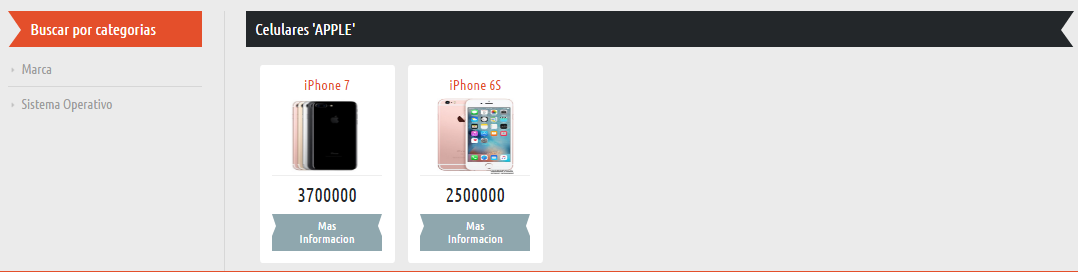 Buscar por categorias
Marca
Sistema Operativo
Celulares 'APPLE'
iPhone 7
3700000
Mas
Informacion
iPhone 6S
2500000
Mas
Informacion